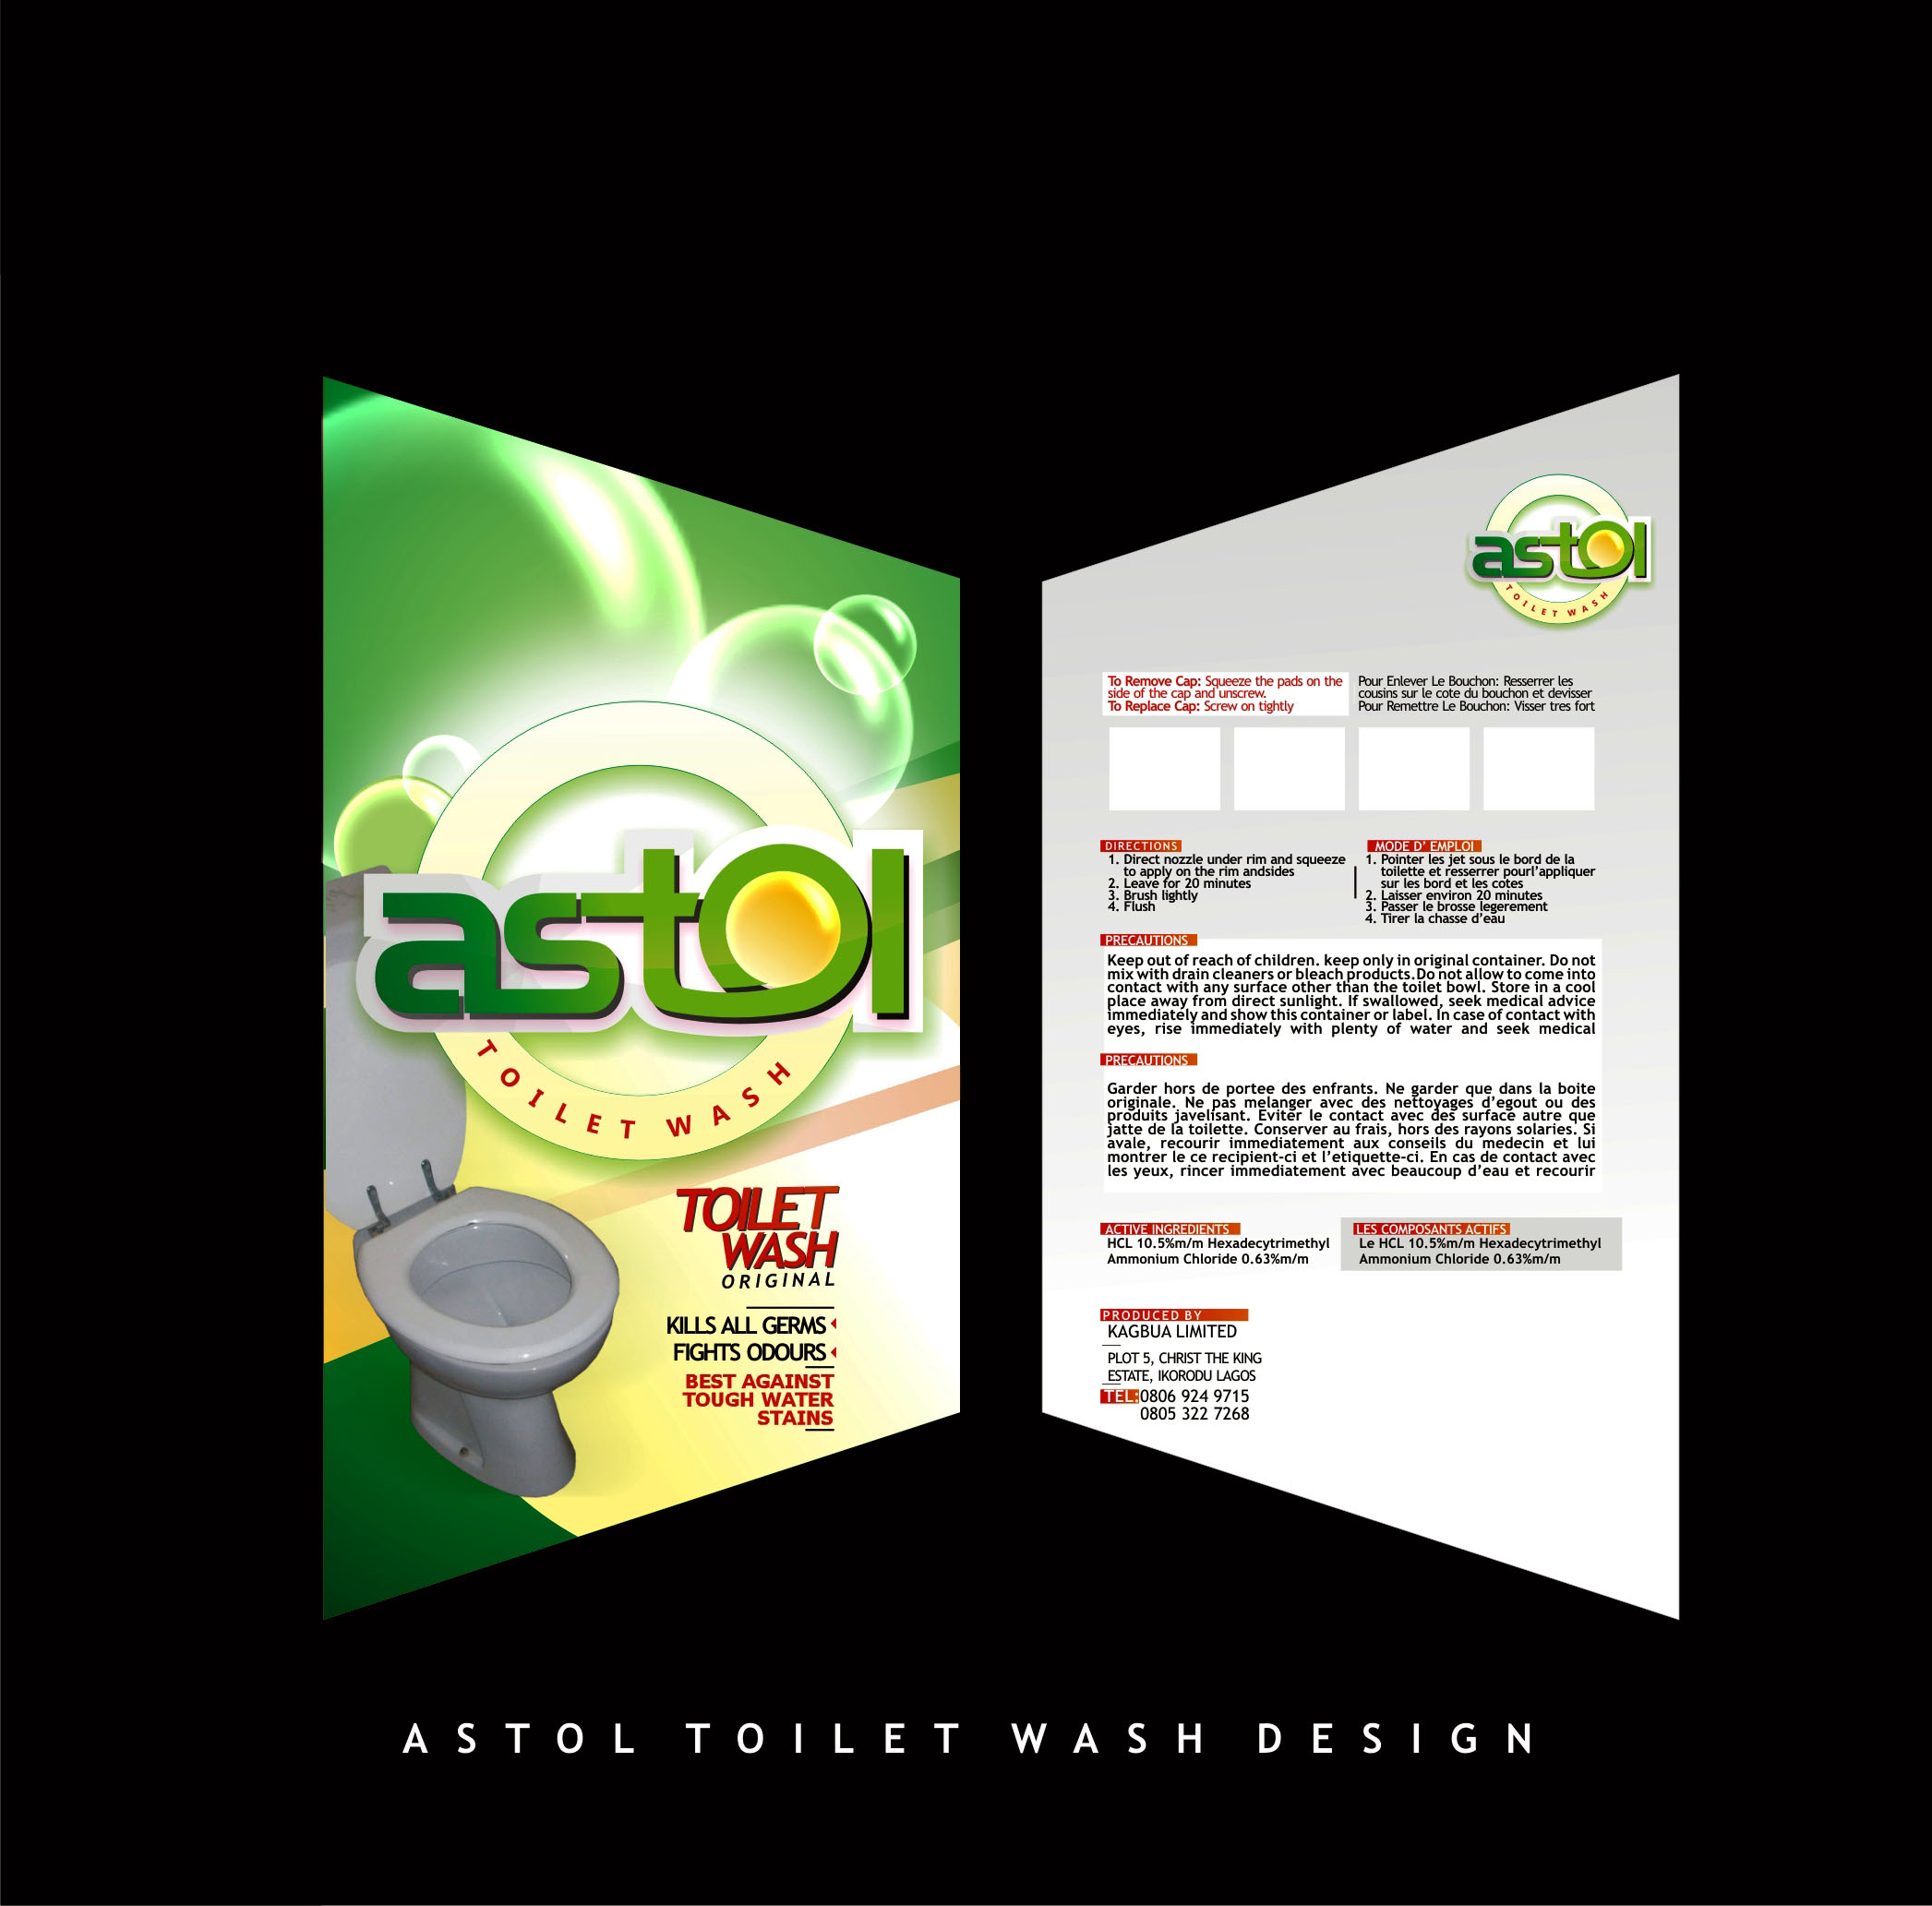 astol
TOILET WASH
TOILET
WASH
ORIGINAL
KILLS ALL GERMS
FIGHTS ODOURS
BEST AGAINST
TOUGH WATER
STAINS
astol
TOILET WASH
To Remove Cap: Squeeze the pads on the
side of the cap and unscrew.
To Replace Cap: Screw on tightly
Pour Enlever Le Bouchon: Resserrer les
cousins sur le cote du bouchon et devisser
Pour Remettre Le Bouchon: Visser tres fort
DIRECTIONS
1. Direct nozzle under rim and squeeze
to apply on the rim andsides
2. Leave for 20 minutes
3. Brush lightly
4. Flush
MODE D’ EMPLOI
1. Pointer les jet sous le bord de la
toilette et resserrer pourl’appliquer
sur les bord et les cotes
2. Laisser environ 20 minutes
3. Passer le brosse legerement
4. Tirer la chasse d’eau
PRECAUTIONS
Keep out of reach of children. keep only in original container. Do not
mix with drain cleaners or bleach products.Do not allow to come into
contact with any surface other than the toilet bowl. Store in a cool
place away from direct sunlight. If swallowed, seek medical advice
immediately and show this container or label. In case of contact with
eyes, rise immediately with plenty of water and seek medical
PRECAUTIONS
Garder hors de portee des enfrants. Ne garder que dans la boite
originale. Ne pas melanger avec des nettoyages d’egout ou des
produits javelisant. Eviter le contact avec des surface autre que
jatte de la toilette. Conserver au frais, hors des rayons solaries. Si
avale, recourir immediatement aux conseils du medecin et lui
montrer le ce recipient-ci et l’etiquette-ci. En cas de contact avec
les yeux, rincer immediatement avec beaucoup d’eau et recourir
ACTIVE INGREDIENTS
HCL 10.5%m/m Hexadecytrimethyl
Ammonium Chloride 0.63%m/m
LES COMPOSANTS ACTIFS
Le HCL 10.5%m/m Hexadecytrimethyl
Ammonium Chloride 0.63%m/m
PRODUCED BY
KAGBUA LIMITED
PLOT 5, CHRIST THE KING
ESTATE, IKORODU LAGOS
TEL:0806 924 9715
0805 322 7268
ASTOL TOILET WASH DESIGN